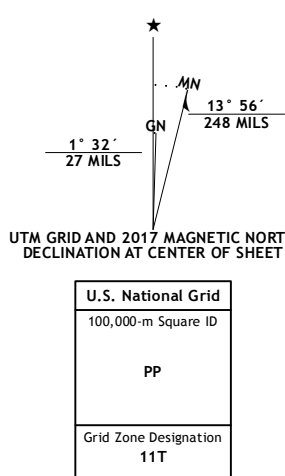 ★
MN
GN
13° 56´
248 MILS
1° 32´
27 MILS
UTM GRID AND 2017 MAGNETIC NORT
DECLINATION AT CENTER OF SHEET
U.S. National Grid
100,000-m Square ID
PP
Grid Zone Designation
11T